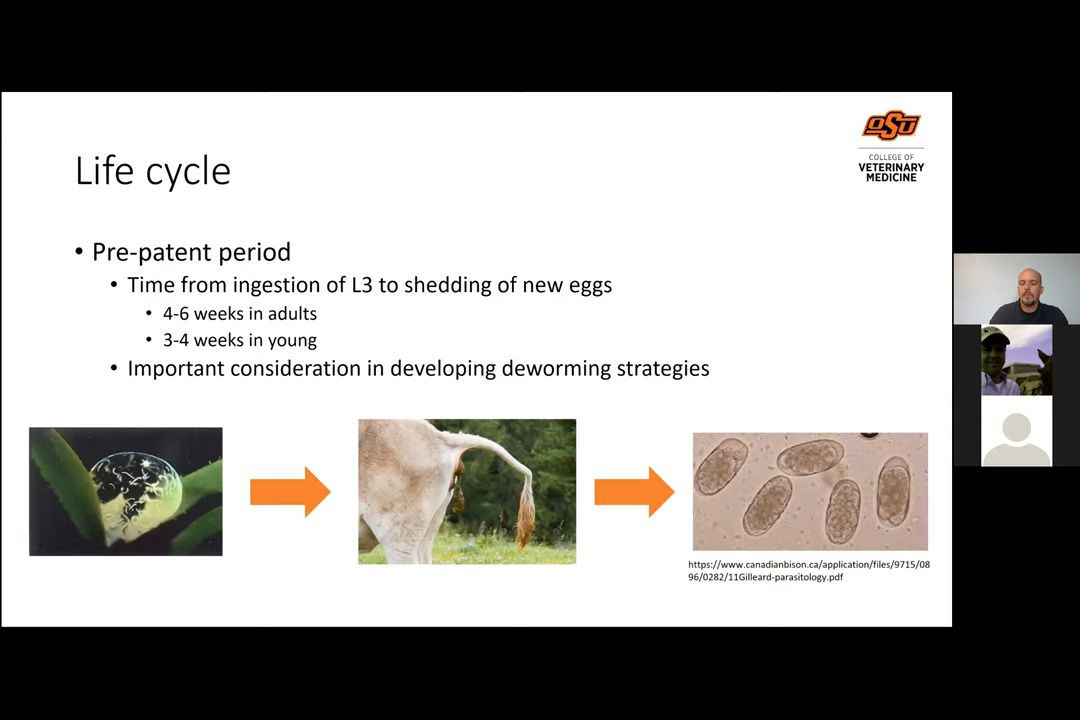 OSU
COLLEGE OF
VETERINARY
MEDICINE
Life cycle
• Pre-patent period
• Time from ingestion of L3 to shedding of new eggs
• 4-6 weeks in adults
• 3-4 weeks in young
• Important consideration in developing deworming strategies
https://www.canadianbison.ca/application/files/9715/08
96/0282/11Gilleard-parasitology.pdf